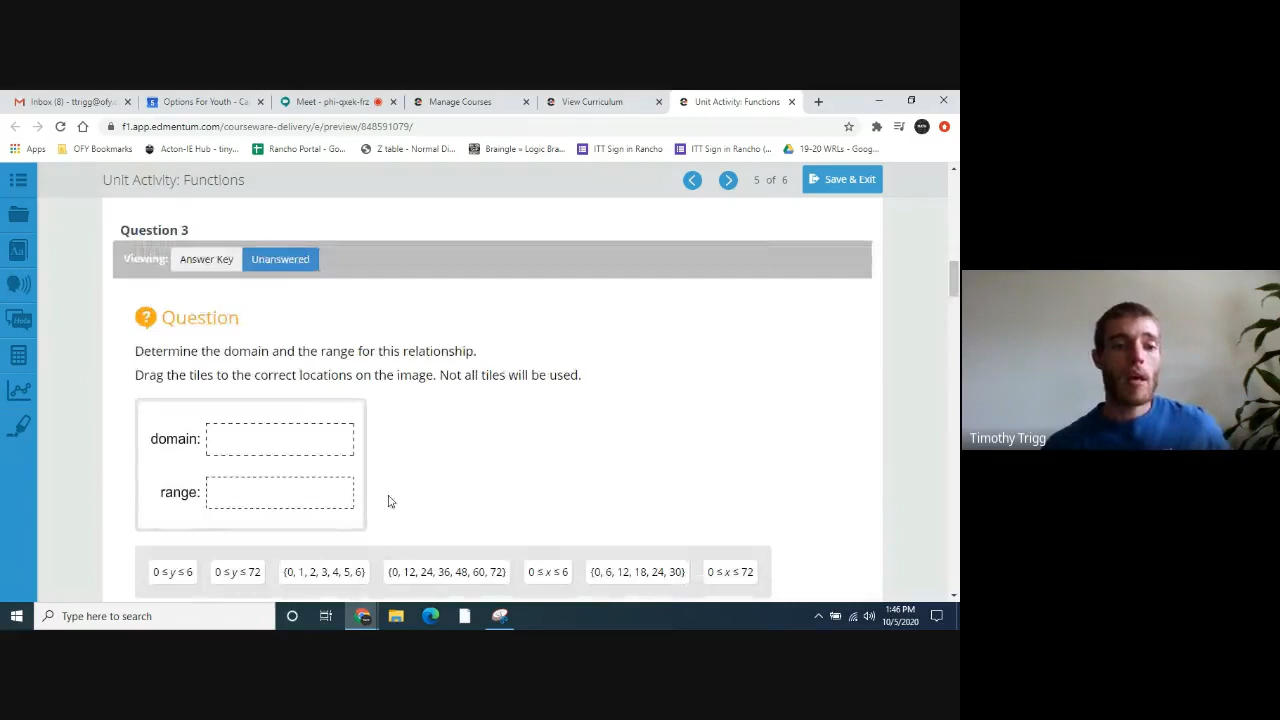 Inbox (8) - ttrigg@ofy.c
Options For Youth - Ca
Meet - phi-qxek-frz
Manage Courses
View Curriculum
Unit Activity: Functions
f1.app.edmentum.com/courseware-delivery/e/preview/848591079/
Apps
OFY Bookmarks
Acton-IE Hub - tiny...
Rancho Portal - Go...
Z table - Normal Di...
Braingle » Logic Bra...
ITT Sign in Rancho
ITT Sign in Rancho (...
19-20 WRLs - Goog...
Unit Activity: Functions
5 of 6
Save & Exit
Question 3
Viewing:
Answer Key
Unanswered
? Question
Determine the domain and the range for this relationship.
Drag the tiles to the correct locations on the image. Not all tiles will be used.
domain:
range:
0 ≤ y ≤ 6
0 ≤ y ≤ 72
{0, 1, 2, 3, 4, 5, 6}
{0, 12, 24, 36, 48, 60, 72}
0 ≤ x ≤ 6
{0, 6, 12, 18, 24, 30}
0 ≤ x ≤ 72
Timothy Trigg
Type here to search
1:46 PM
10/5/2020